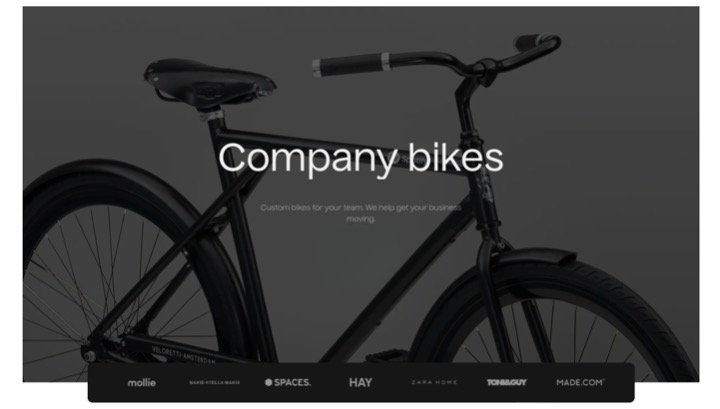 Company bikes
Custom bikes for your team. We help get your business
moving.
VELORETTI-AMSTERDAM
mollie
MARIE-STELLA-MARIS
SPACES.
HAY
ZARA HOME
TONI&GUY
MADE.COM